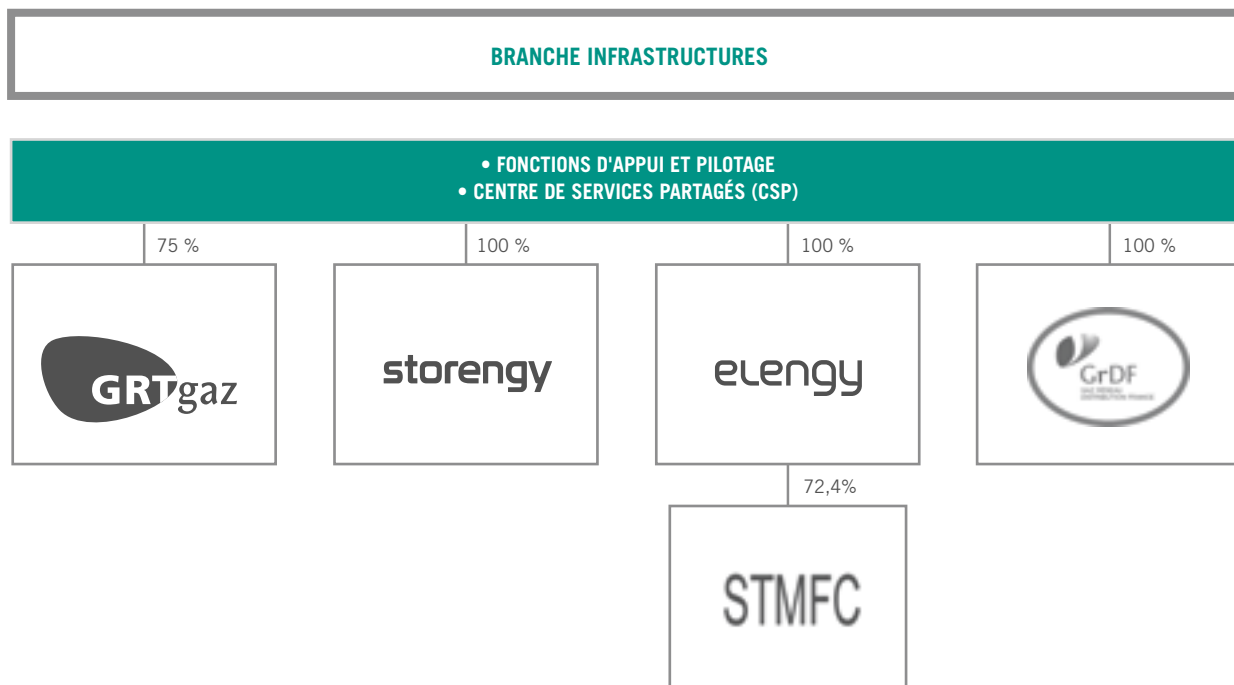 BRANCHE INFRASTRUCTURES
• FONCTIONS D'APPUI ET PILOTAGE
• CENTRE DE SERVICES PARTAGÉS (CSP)
75 %
100 %
100 %
100 %
GRTgaz
storengy
elengy
GrDF
72,4%
STMFC